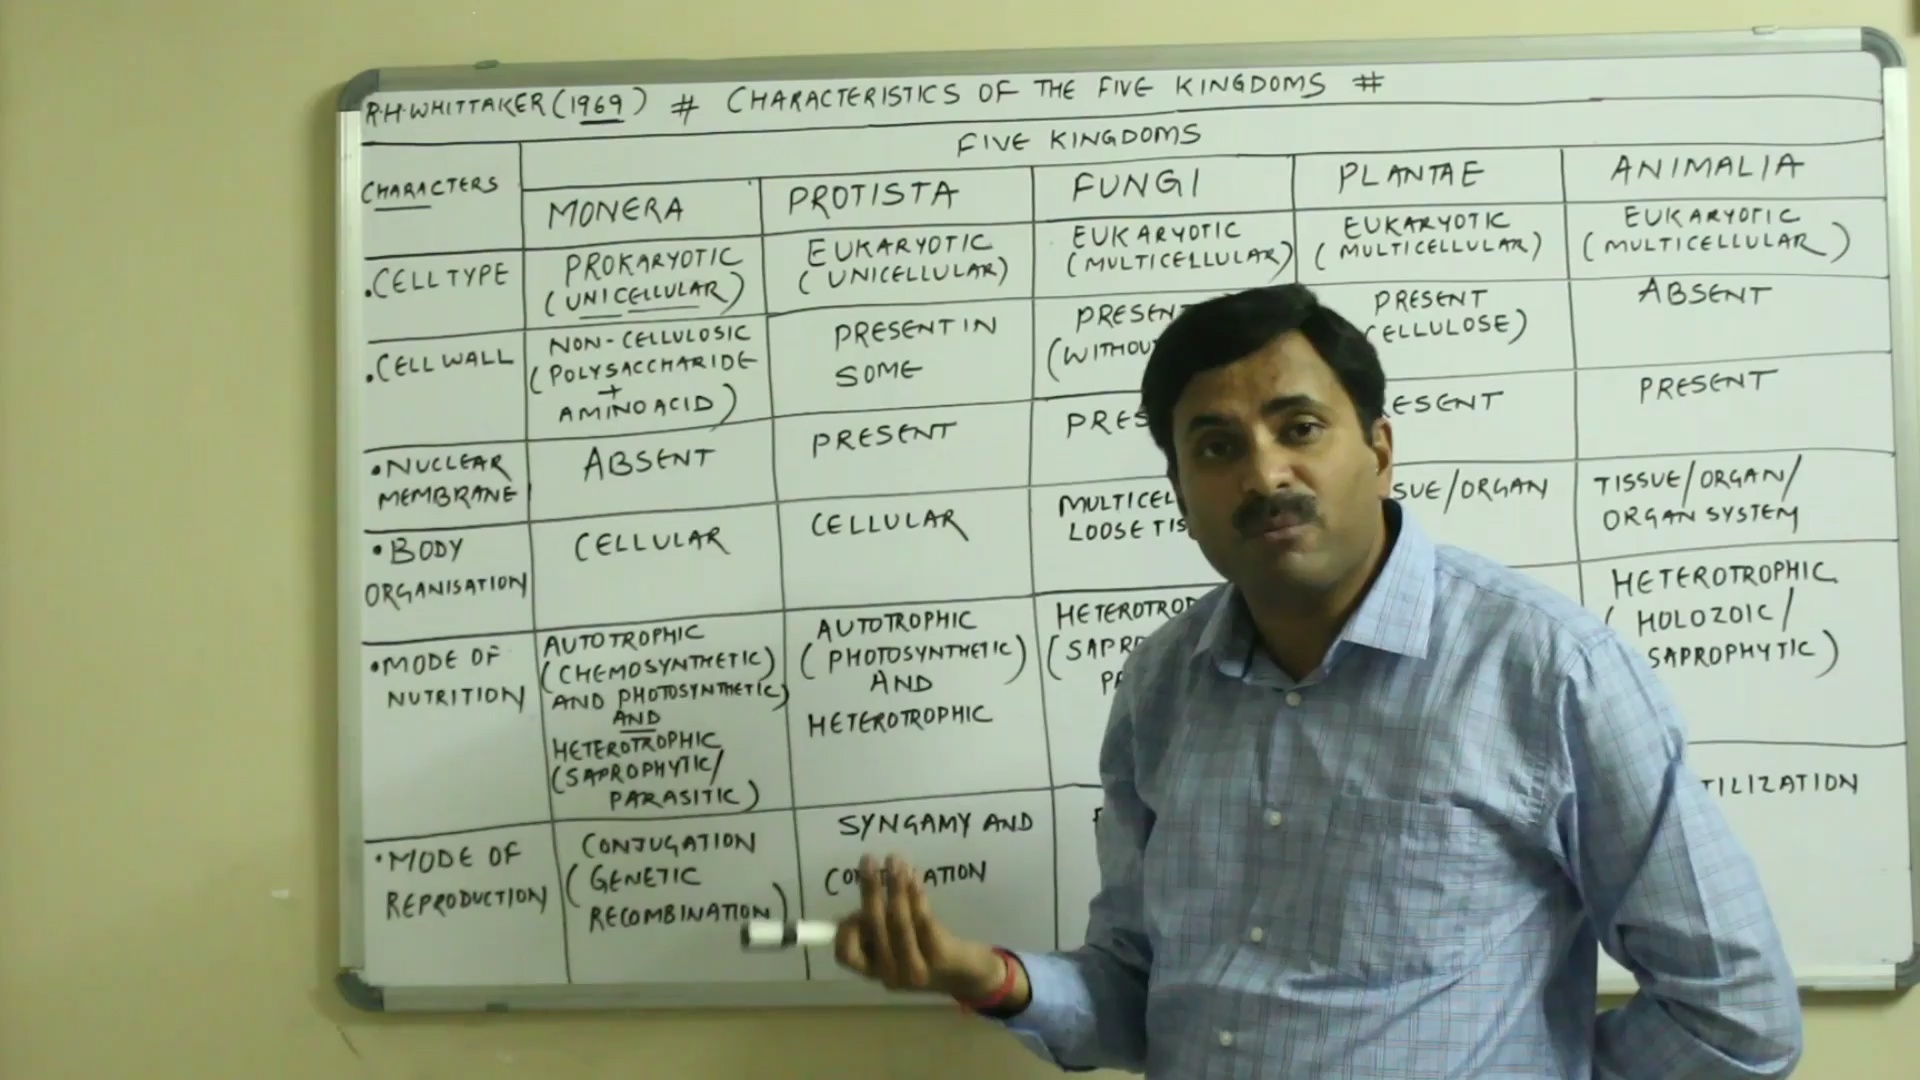 R.H.WHITTAKER (1969) # CHARACTERISTICS OF THE FIVE KINGDOMS #
FIVE KINGDOMS
CHARACTERS
MONERA
PROTISTA
FUNGI
PLANTAE
ANIMALIA
•CELL TYPE
PROKARYOTIC
(UNICELLULAR)
EUKARYOTIC
(UNICELLULAR)
EUKARYOTIC
(MULTICELLULAR)
EUKARYOTIC
(MULTICELLULAR)
EUKARYOTIC
(MULTICELLULAR)
•CELL WALL
NON-CELLULOSIC
(POLYSACCHARIDE
+
AMINO ACID)
PRESENT IN
SOME
(
PRESENT
CELLULOSE)
ABSENT
•NUCLEAR
MEMBRANE
ABSENT
PRESENT
PRESENT
•BODY
ORGANISATION
CELLULAR
CELLULAR
LOOSE
/ORGAN
TISSUE/ORGAN/
ORGAN SYSTEM
•MODE OF
NUTRITION
AUTOTROPHIC
(CHEMOSYNTHETIC)
AND PHOTOSYNTHETIC)
AND
HETEROTROPHIC
(SAPROPHYTIC/
PARASITIC)
AUTOTROPHIC
(PHOTOSYNTHETIC)
AND
HETEROTROPHIC
HETEROTROPHIC
(HOLOZOIC/
SAPROPHYTIC)
•MODE OF
REPRODUCTION
CONJUGATION
(GENETIC
RECOMBINATION)
SYNGAMY AND